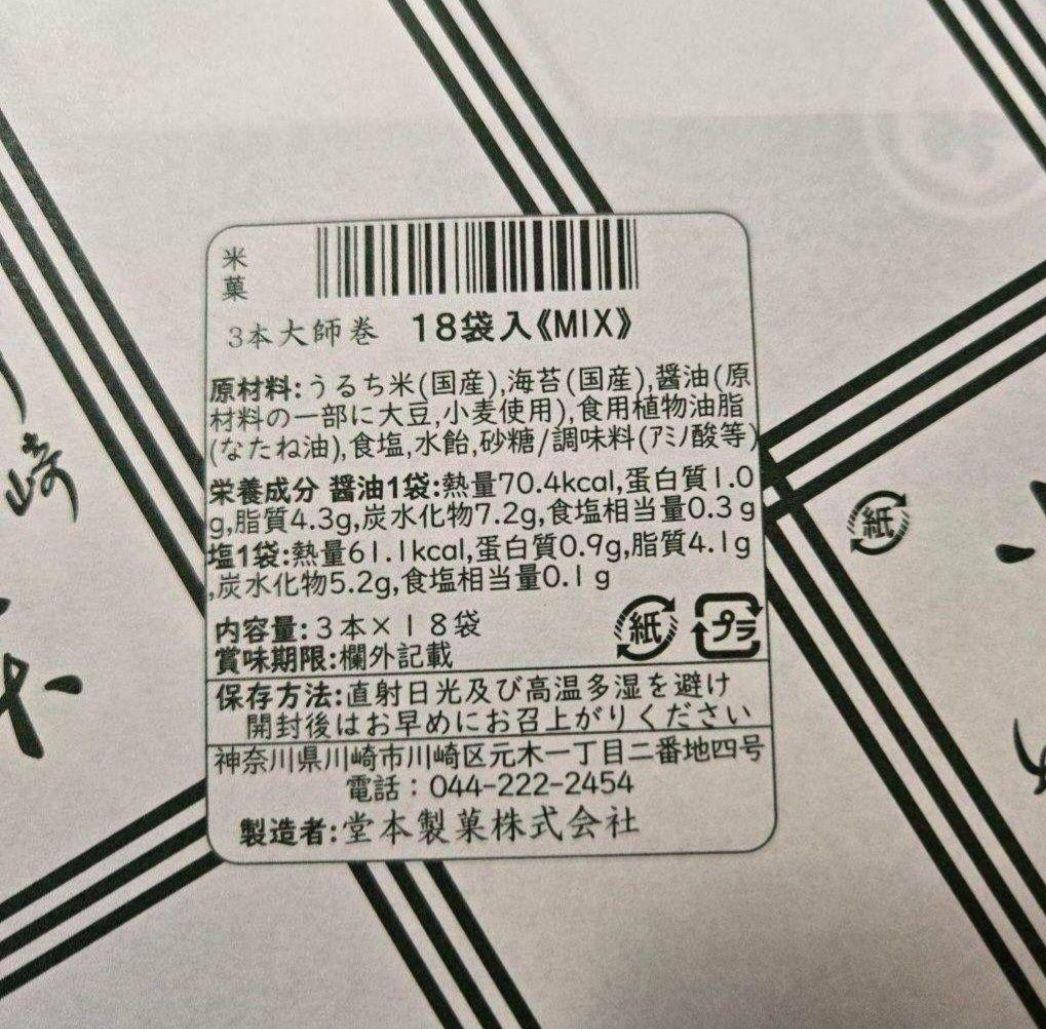 米菓
3本大師巻 18袋入《MIX》
原材料:うるち米(国産),海苔(国産),醤油(原
材料の一部に大豆,小麦使用),食用植物油脂
(なたね油),食塩,水飴,砂糖/調味料(アミノ酸等)
栄養成分 醤油1袋:熱量70.4kcal,蛋白質1.0
g,脂質4.3g,炭水化物7.2g,食塩相当量0.3g
塩1袋:熱量61.1kcal,蛋白質0.9g,脂質4.1g
,炭水化物5.2g,食塩相当量0.1g
内容量:3本×18袋
賞味期限:欄外記載
紙 プラ
保存方法:直射日光及び高温多湿を避け
開封後はお早めにお召上がりください
神奈川県川崎市川崎区元木一丁目二番地四号
電話:044-222-2454
製造者:堂本製菓株式会社
紙
崎